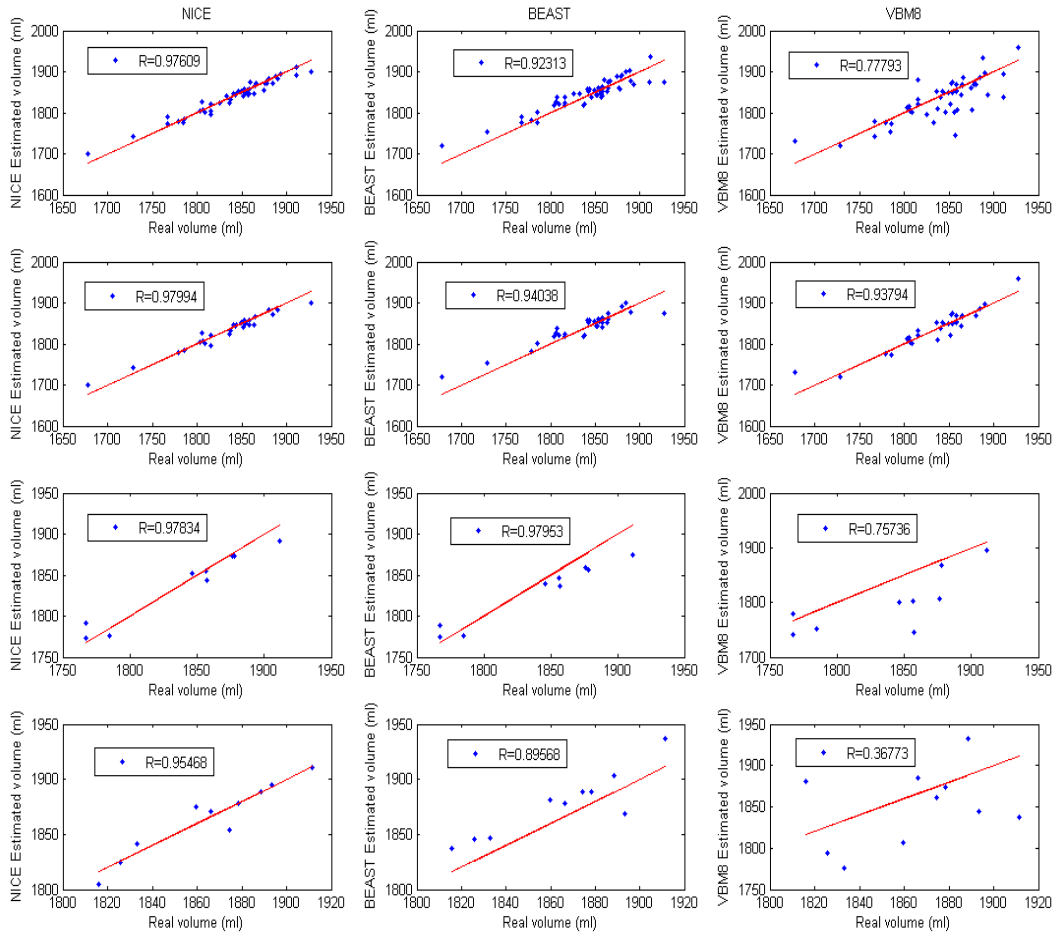 NICE
BEAST
VBM8
NICE Estimated volume (ml)
2000
1900
1800
1700
1600
R=0.97609
1650 1700 1750 1800 1850 1900 1950
Real volume (ml)
BEAST Estimated volume (ml)
2000
1900
1800
1700
1600
R=0.92313
1650 1700 1750 1800 1850 1900 1950
Real volume (ml)
VBM8 Estimated volume (ml)
2000
1900
1800
1700
1600
R=0.77793
1650 1700 1750 1800 1850 1900 1950
Real volume (ml)
NICE Estimated volume (ml)
2000
1900
1800
1700
1600
R=0.97994
1650 1700 1750 1800 1850 1900 1950
Real volume (ml)
BEAST Estimated volume (ml)
2000
1900
1800
1700
1600
R=0.94038
1650 1700 1750 1800 1850 1900 1950
Real volume (ml)
VBM8 Estimated volume (ml)
2000
1900
1800
1700
1600
R=0.93794
1650 1700 1750 1800 1850 1900 1950
Real volume (ml)
NICE Estimated volume (ml)
1950
1900
1850
1800
1750
R=0.97834
1750 1800 1850 1900 1950
Real volume (ml)
BEAST Estimated volume (ml)
1950
1900
1850
1800
1750
R=0.97953
1750 1800 1850 1900 1950
Real volume (ml)
VBM8 Estimated volume (ml)
2000
1900
1800
1700
R=0.75736
1750 1800 1850 1900 1950
Real volume (ml)
NICE Estimated volume (ml)
1950
1900
1850
1800
R=0.95468
1800 1820 1840 1860 1880 1900 1920
Real volume (ml)
BEAST Estimated volume (ml)
1950
1900
1850
1800
R=0.89568
1800 1820 1840 1860 1880 1900 1920
Real volume (ml)
VBM8 Estimated volume (ml)
1950
1900
1850
1800
1750
R=0.36773
1800 1820 1840 1860 1880 1900 1920
Real volume (ml)